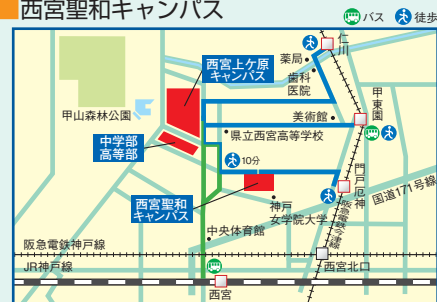 西宮聖和キャンパス
バス 徒歩
仁川
薬局
歯科
医院
西宮上ケ原
キャンパス
甲東園
甲山森林公園
美術館
中学部
高等部
県立西宮高等学校
10分
門戸厄神
西宮聖和
キャンパス
神戸
女学院大学
国道171号線
阪急電鉄今津線
中央体育館
阪急電鉄神戸線
西宮北口
JR神戸線
西宮